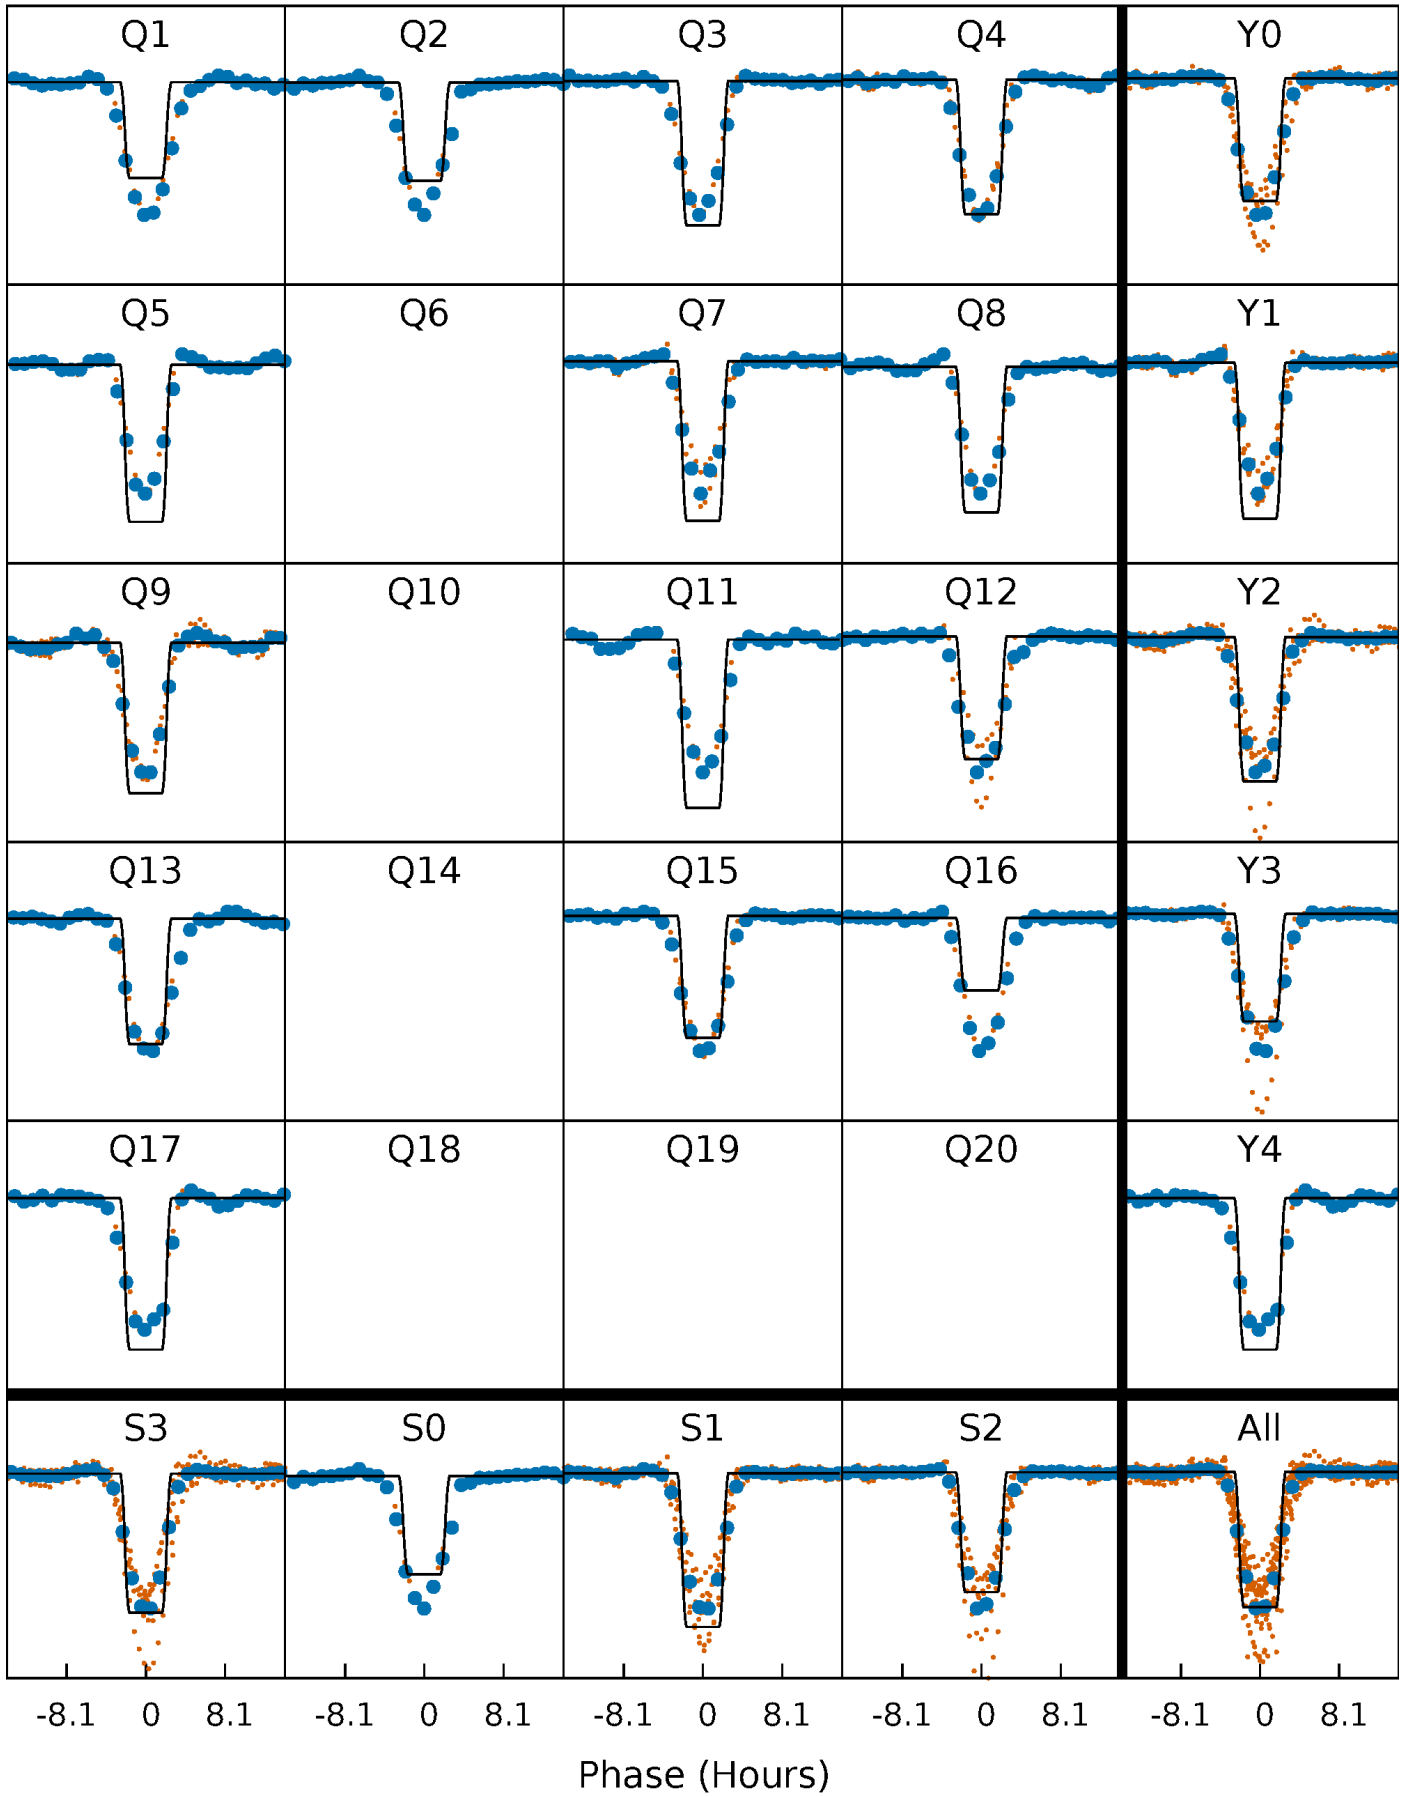 Q1 Q2 Q3 Q4 Y0
Q5 Q6 Q7 Q8 Y1
Q9 Q10 Q11 Q12 Y2
Q13 Q14 Q15 Q16 Y3
Q17 Q18 Q19 Q20 Y4
S3 S0 S1 S2 All
-8.1 0 8.1 -8.1 0 8.1 -8.1 0 8.1 -8.1 0 8.1 -8.1 0 8.1
Phase (Hours)